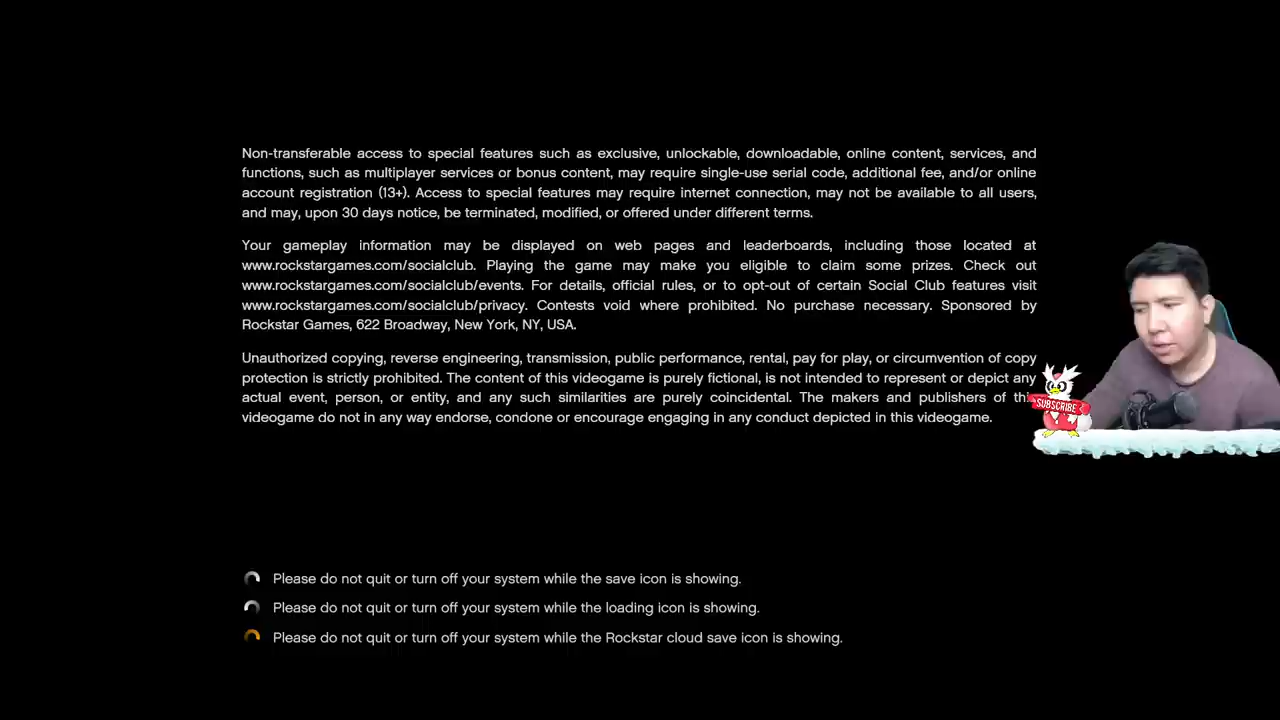 Non-transferable access to special features such as exclusive, unlockable, downloadable, online content, services, and
functions, such as multiplayer services or bonus content, may require single-use serial code, additional fee, and/or online
account registration (13+). Access to special features may require internet connection, may not be available to all users,
and may, upon 30 days notice, be terminated, modified, or offered under different terms.
Your gameplay information may be displayed on web pages and leaderboards, including those located at
www.rockstargames.com/socialclub. Playing the game may make you eligible to claim some prizes. Check out
www.rockstargames.com/socialclub/events. For details, official rules, or to opt-out of certain Social Club features visit
www.rockstargames.com/socialclub/privacy. Contests void where prohibited. No purchase necessary. Sponsored by
Rockstar Games, 622 Broadway, New York, NY, USA.
Unauthorized copying, reverse engineering, transmission, public performance, rental, pay for play, or circumvention of copy
protection is strictly prohibited. The content of this videogame is purely fictional, is not intended to represent or depict any
actual event, person, or entity, and any such similarities are purely coincidental. The makers and publishers of
videogame do not in any way endorse, condone or encourage engaging in any conduct depicted in this videogame.
SUBSCRIBE
Please do not quit or turn off your system while the save icon is showing.
Please do not quit or turn off your system while the loading icon is showing.
Please do not quit or turn off your system while the Rockstar cloud save icon is showing.